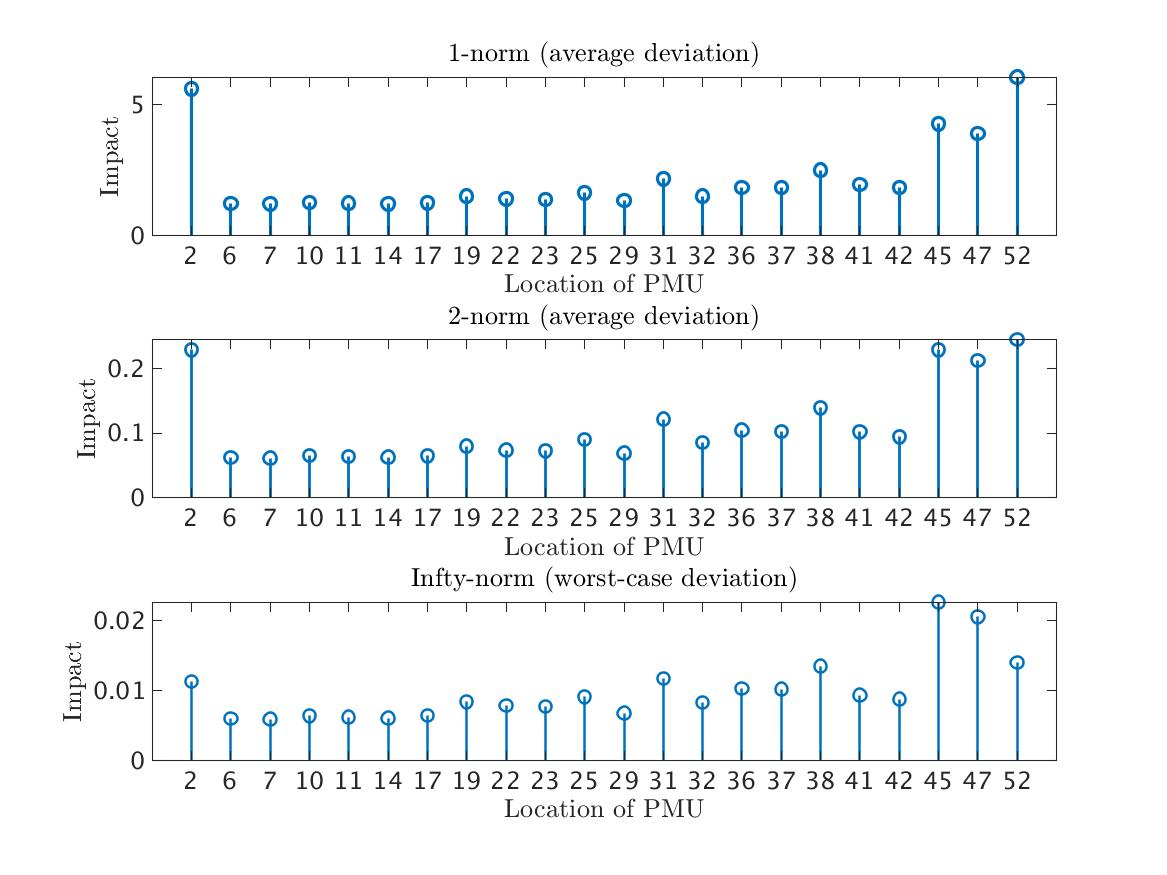 1-norm (average deviation)
5
0
Impact
2 6 7 10 11 14 17 19 22 23 25 29 31 32 36 37 38 41 42 45 47 52
Location of PMU
2-norm (average deviation)
0.2
0.1
0
Impact
2 6 7 10 11 14 17 19 22 23 25 29 31 32 36 37 38 41 42 45 47 52
Location of PMU
Infty-norm (worst-case deviation)
0.02
0.01
0
Impact
2 6 7 10 11 14 17 19 22 23 25 29 31 32 36 37 38 41 42 45 47 52
Location of PMU